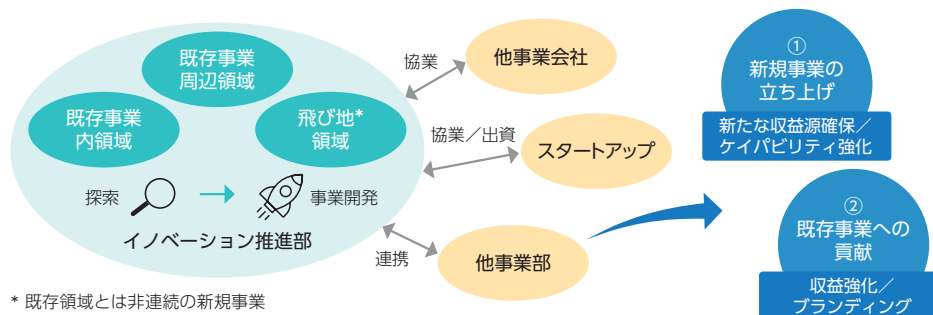 既存事業
周辺領域
既存事業
内領域
飛び地*
領域
探索
事業開発
イノベーション推進部
* 既存領域とは非連続の新規事業
協業
他事業会社
協業／出資
スタートアップ
連携
他事業部
①
新規事業の
立ち上げ
新たな収益源確保／
ケイパビリティ強化
②
既存事業への
貢献
収益強化／
ブランディング